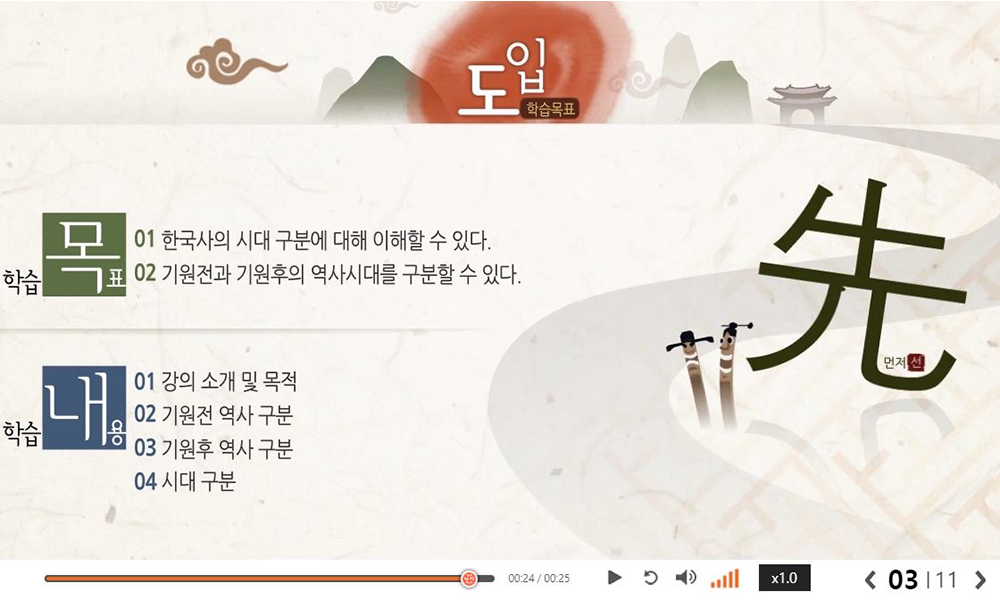 도입
학습목표
학습목표
01 한국사의 시대 구분에 대해 이해할 수 있다.
02 기원전과 기원후의 역사시대를 구분할 수 있다.
先
먼저 선
학습내용
01 강의 소개 및 목적
02 기원전 역사 구분
03 기원후 역사 구분
04 시대 구분
00:24 / 00:25
x1.0
03 | 11